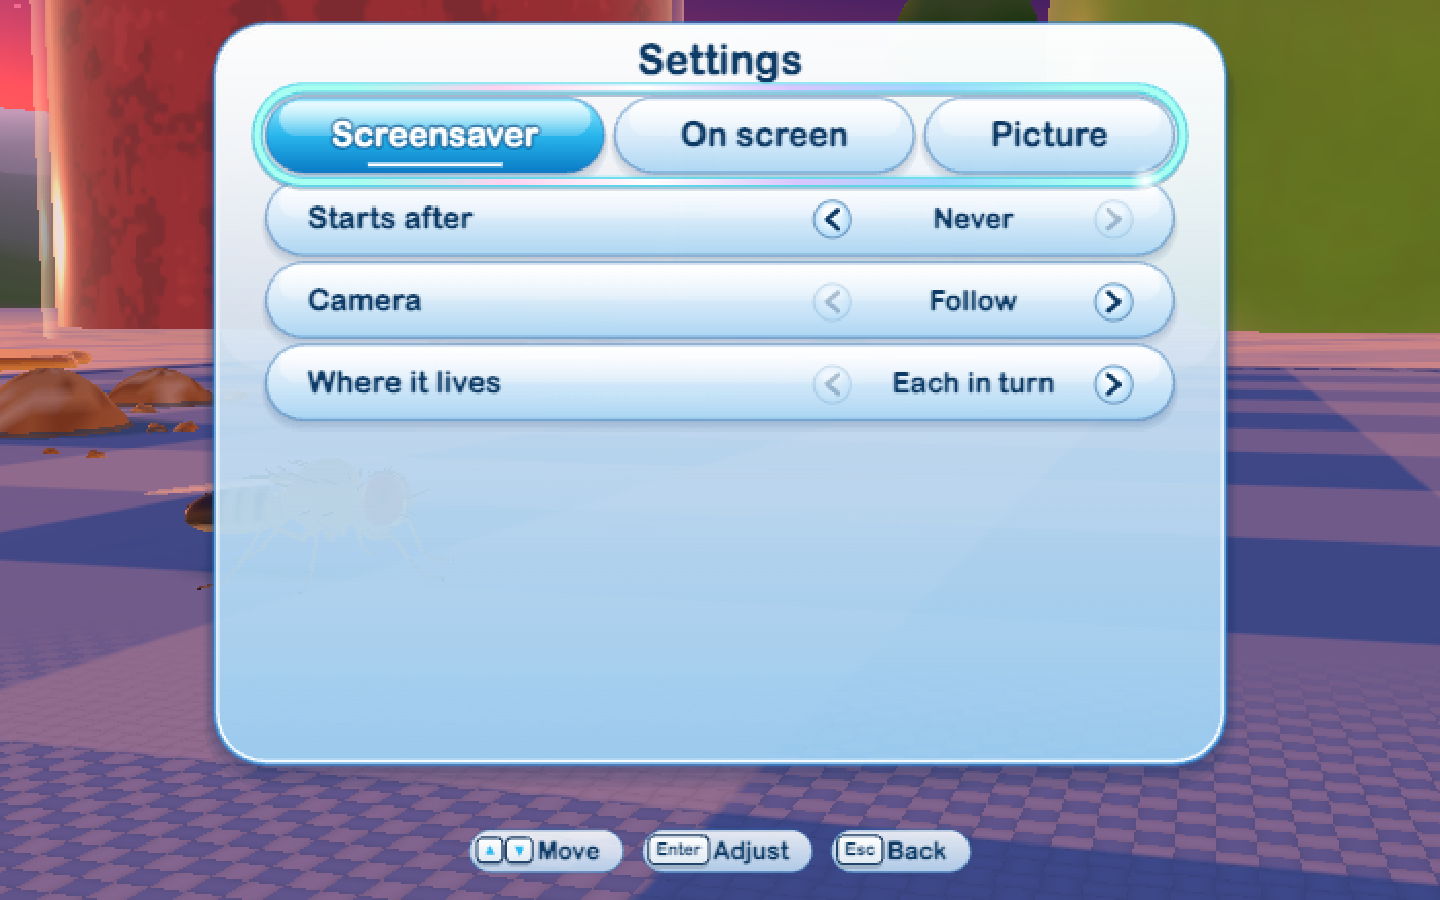 Settings
Screensaver On screen Picture
Starts after Never
Camera Follow
Where it lives Each in turn
Move Enter Adjust Esc Back